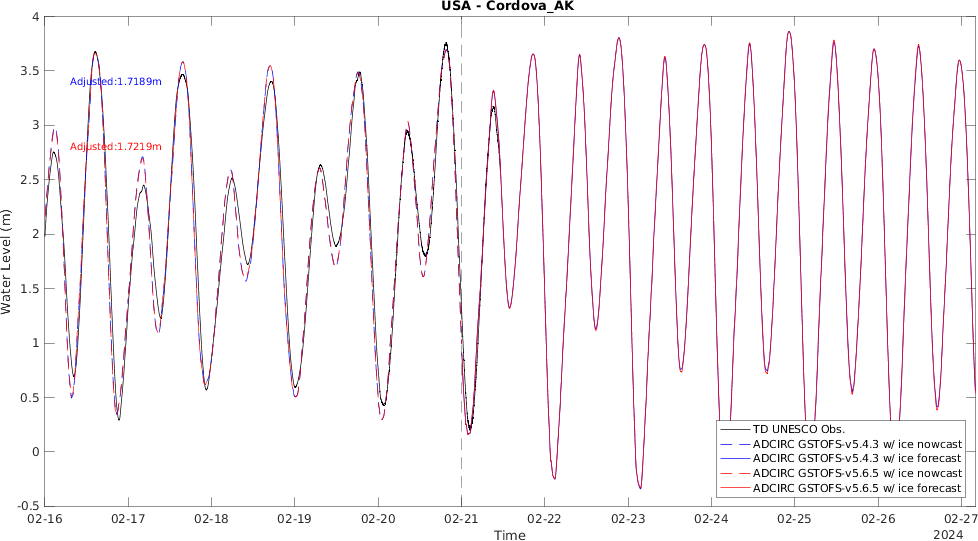 USA - Cordova_AK
4
3.5
3
2.5
2
1.5
1
0.5
0
-0.5
Water Level (m)
Adjusted:1.7189m
Adjusted:1.7219m
TD UNESCO Obs.
ADCIRC GSTOFS-v5.4.3 w/ ice nowcast
ADCIRC GSTOFS-v5.4.3 w/ ice forecast
ADCIRC GSTOFS-v5.6.5 w/ ice nowcast
ADCIRC GSTOFS-v5.6.5 w/ ice forecast
02-16 02-17 02-18 02-19 02-20 02-21 02-22 02-23 02-24 02-25 02-26 02-27
2024
Time